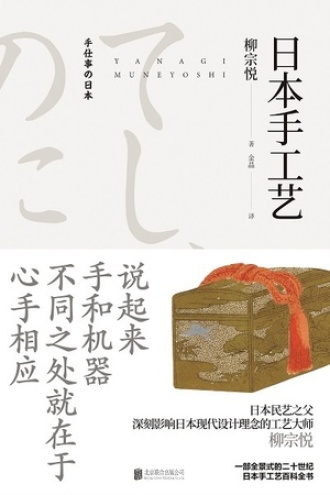 日本手工艺
柳宗悦
著
金晶
译
YANAGI
MUNEYOSHI
手仕事の日本
てし
のこ
说起来
手和机器
不同之处就在于
心手相应
日本民艺之父
深刻影响日本现代设计理念的工艺大师
柳宗悦
一部全景式的二十世纪
日本手工艺百科全书
北京联合出版公司